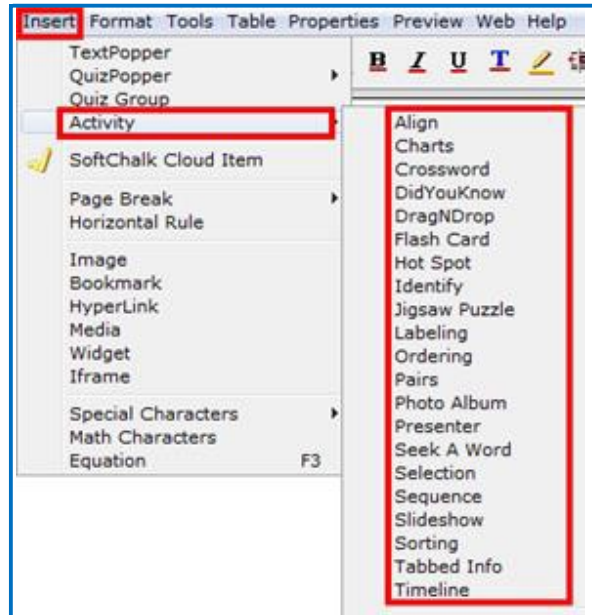 Insert Format Tools Table Properties Preview Web Help
B I U T
TextPopper
QuizPopper
Quiz Group
Activity
SoftChalk Cloud Item
Page Break
Horizontal Rule
Image
Bookmark
HyperLink
Media
Widget
Iframe
Special Characters
Math Characters
Equation F3
Align
Charts
Crossword
DidYouKnow
DragNDrop
Flash Card
Hot Spot
Identify
Jigsaw Puzzle
Labeling
Ordering
Pairs
Photo Album
Presenter
Seek A Word
Selection
Sequence
Slideshow
Sorting
Tabbed Info
Timeline